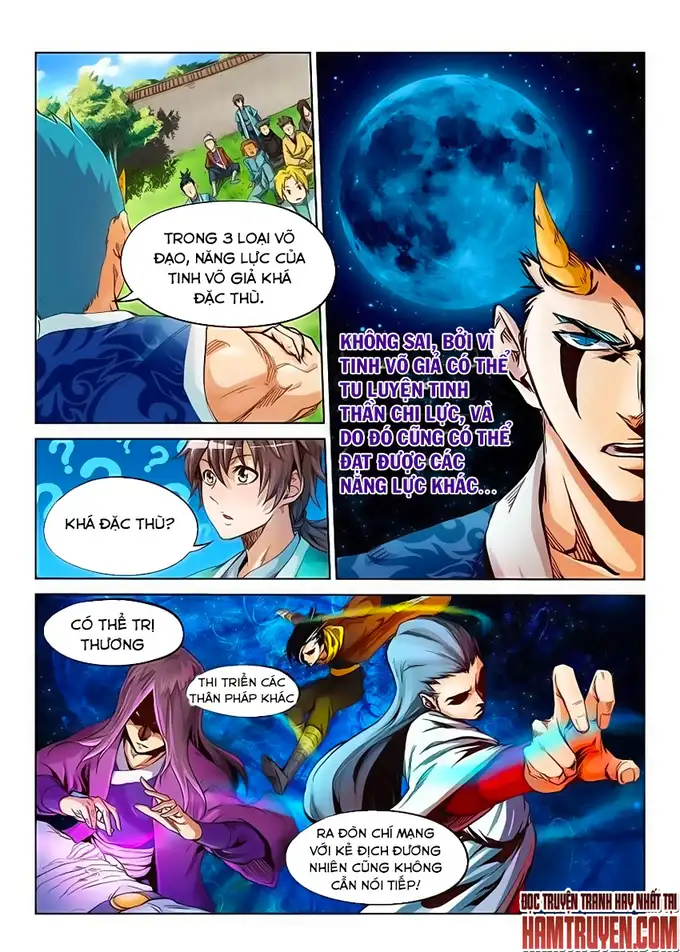 TRONG 3 LOẠI VÕ
ĐẠO, NĂNG LỰC CỦA
TINH VÕ GIẢ KHÁ
ĐẶC THÙ.
KHÔNG SAI, BỞI VÌ
TINH VÕ GIẢ CÓ THỂ
TU LUYỆN TINH
THẦN CHI LỰC, VÀ
DO ĐÓ CŨNG CÓ THỂ
ĐẠT ĐƯỢC CÁC
NĂNG LỰC KHÁC...
KHÁ ĐẶC THÙ?
CÓ THỂ TRỊ
THƯƠNG
THI TRIỂN CÁC
THÂN PHÁP KHÁC
RA ĐÒN CHÍ MẠNG
VỚI KẺ ĐỊCH ĐƯƠNG
NHIÊN CŨNG KHÔNG
CẦN NÓI TIẾP!
ĐỌC TRUYỆN TRANH HAY NHẤT TẠI
HAMTRUYEN.COM